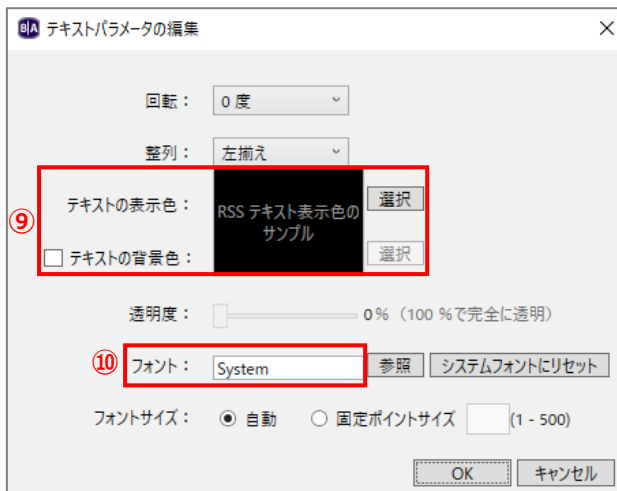 B|A テキストパラメータの編集
回転： 0 度
整列： 左揃え
⑨
テキストの表示色： RSS テキスト表示色の 選択
サンプル
テキストの背景色： 選択
透明度： 0% （100 %で完全に透明）
⑩ フォント： System 参照 システムフォントにリセット
フォントサイズ： 自動 固定ポイントサイズ (1 - 500)
OK キャンセル